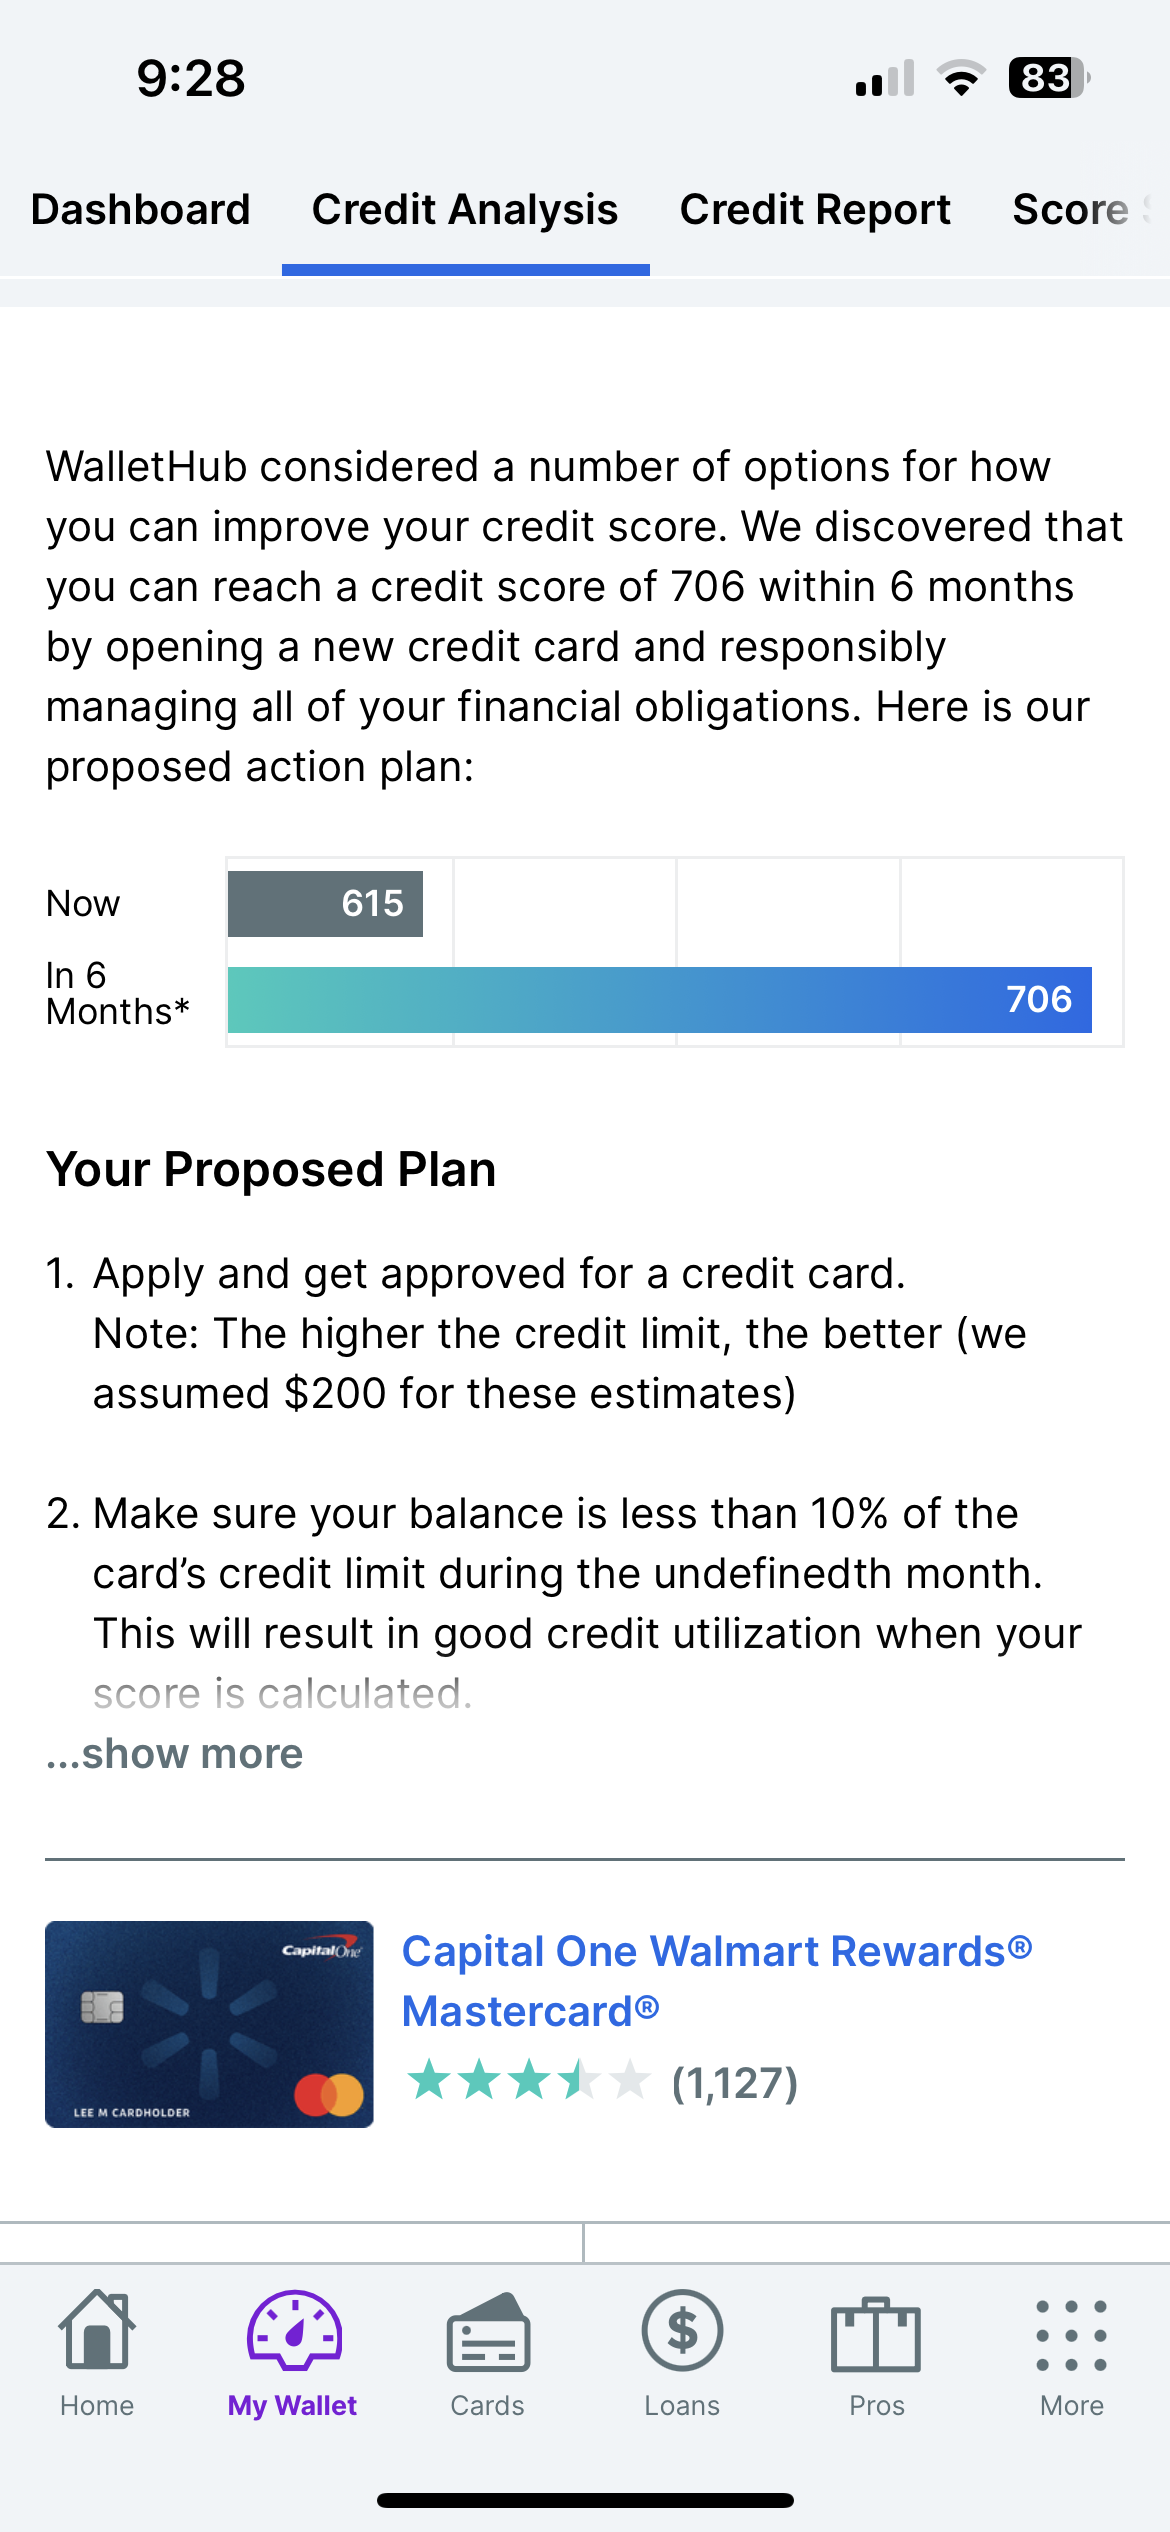 9:28
83
Dashboard Credit Analysis Credit Report Score
WalletHub considered a number of options for how
you can improve your credit score. We discovered that
you can reach a credit score of 706 within 6 months
by opening a new credit card and responsibly
managing all of your financial obligations. Here is our
proposed action plan:
Now 615
In 6
Months* 706
Your Proposed Plan
1. Apply and get approved for a credit card.
Note: The higher the credit limit, the better (we
assumed $200 for these estimates)
2. Make sure your balance is less than 10% of the
card’s credit limit during the undefinedth month.
This will result in good credit utilization when your
score is calculated.
...show more
CapitalOne
LEE M CARDHOLDER
Capital One Walmart Rewards®
Mastercard®
(1,127)
Home My Wallet Cards Loans Pros More